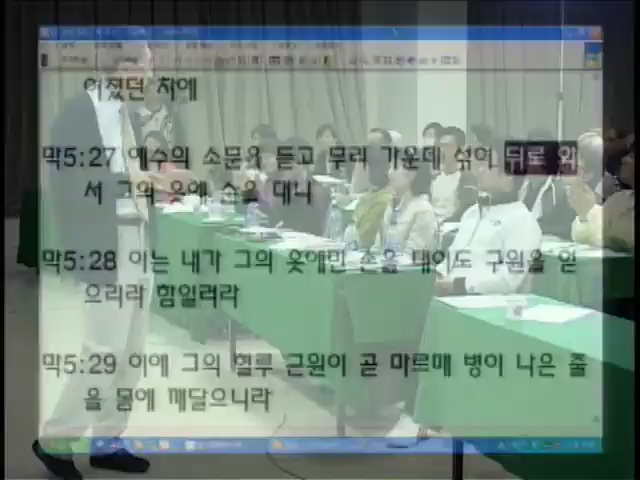 어졌던 차에
막5:27 예수의 소문을 듣고 무리 가운데 섞여 뒤로 와
서 그의 옷에 손을 대니
막5:28 이는 내가 그의 옷에만 손을 대어도 구원을 얻
으리라 함일러라
막5:29 이에 그의 혈루 근원이 곧 마르매 병이 나은 줄
을 몸에 깨달으니라